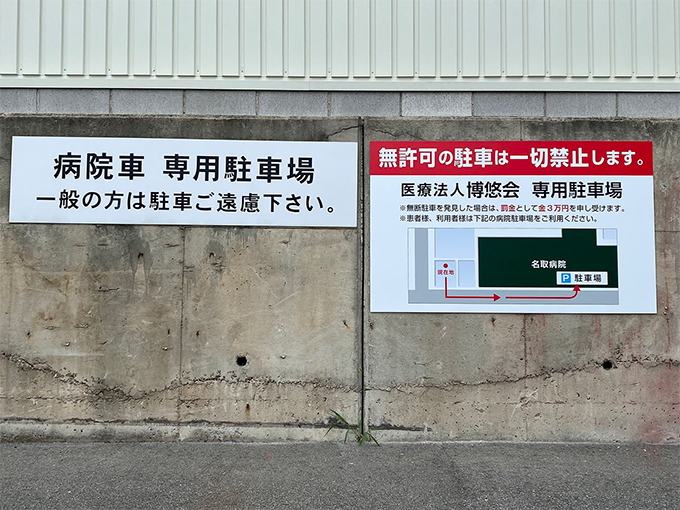 病院車 専用駐車場
一般の方は駐車ご遠慮下さい。
無許可の駐車は一切禁止します。
医療法人博悠会 専用駐車場
※無断駐車を発見した場合は、罰金として金3万円を申し受けます。
※患者様、利用者様は下記の病院駐車場をご利用ください。
名取病院
現在地
P 駐車場